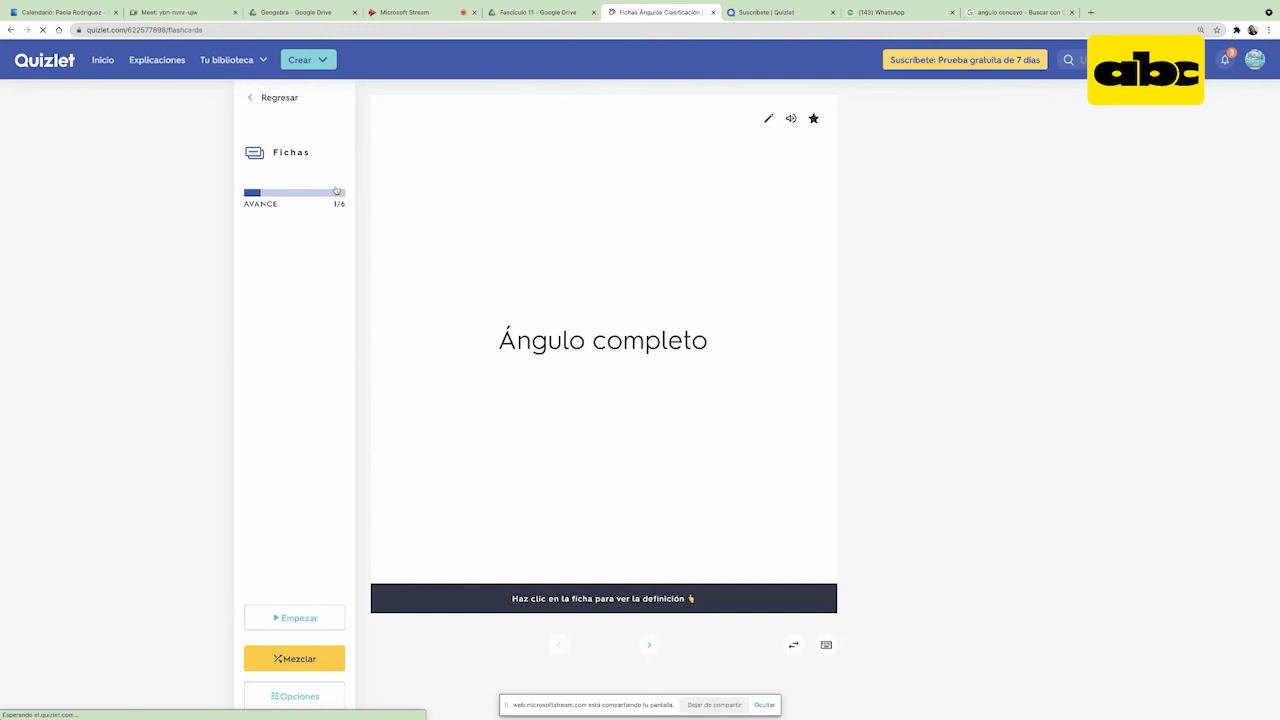 Calendario: Paola Rodriguez -
Meet: ybn-nvnr-ujw
Geogebra - Google Drive
Microsoft Stream
Fascículo 11 - Google Drive
Fichas Ángulos Clasificación |
Suscríbete | Quizlet
(143) WhatsApp
angulo concavo - Buscar con
quizlet.com/622577898/flashcards
Quizlet
Inicio
Explicaciones
Tu biblioteca
Crear
Suscríbete: Prueba gratuita de 7 días
3
abc
Regresar
Fichas
AVANCE
1/6
Ángulo completo
Haz clic en la ficha para ver la definición
Empezar
Mezclar
Opciones
web.microsoftstream.com está compartiendo tu pantalla.
Dejar de compartir
Ocultar
Esperando el.quizlet.com...